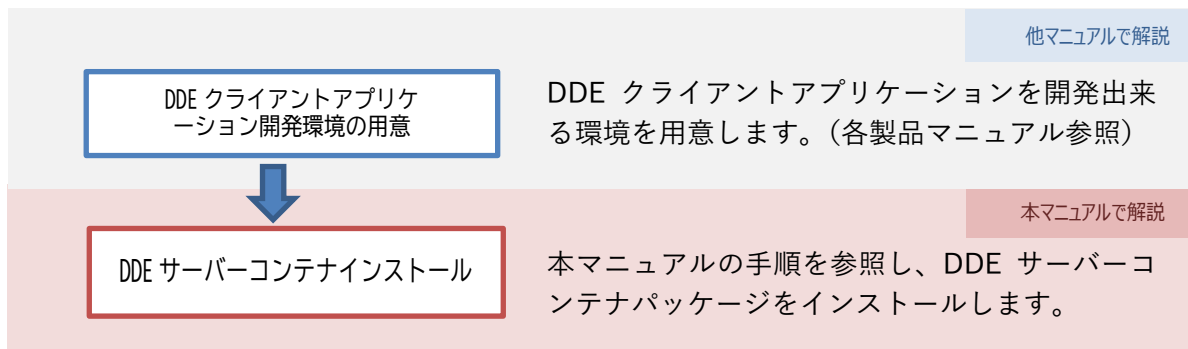 他マニュアルで解説
DDE クライアントアプリケ
ーション開発環境の用意
DDE クライアントアプリケーションを開発出来
る環境を用意します。（各製品マニュアル参照）
本マニュアルで解説
DDE サーバーコンテナインストール
本マニュアルの手順を参照し、DDE サーバーコ
ンテナパッケージをインストールします。